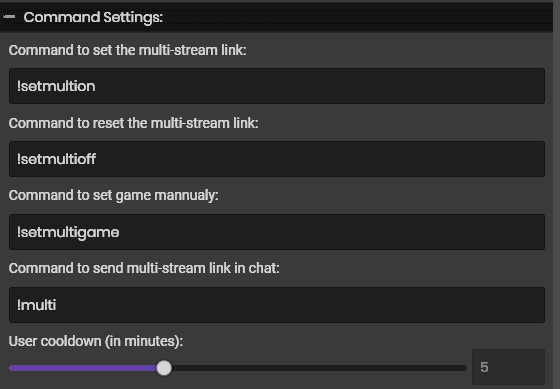 Command Settings:
Command to set the multi-stream link:
!setmultion
Command to reset the multi-stream link:
!setmultioff
Command to set game mannualy:
!setmultigame
Command to send multi-stream link in chat:
!multi
User cooldown (in minutes):
5